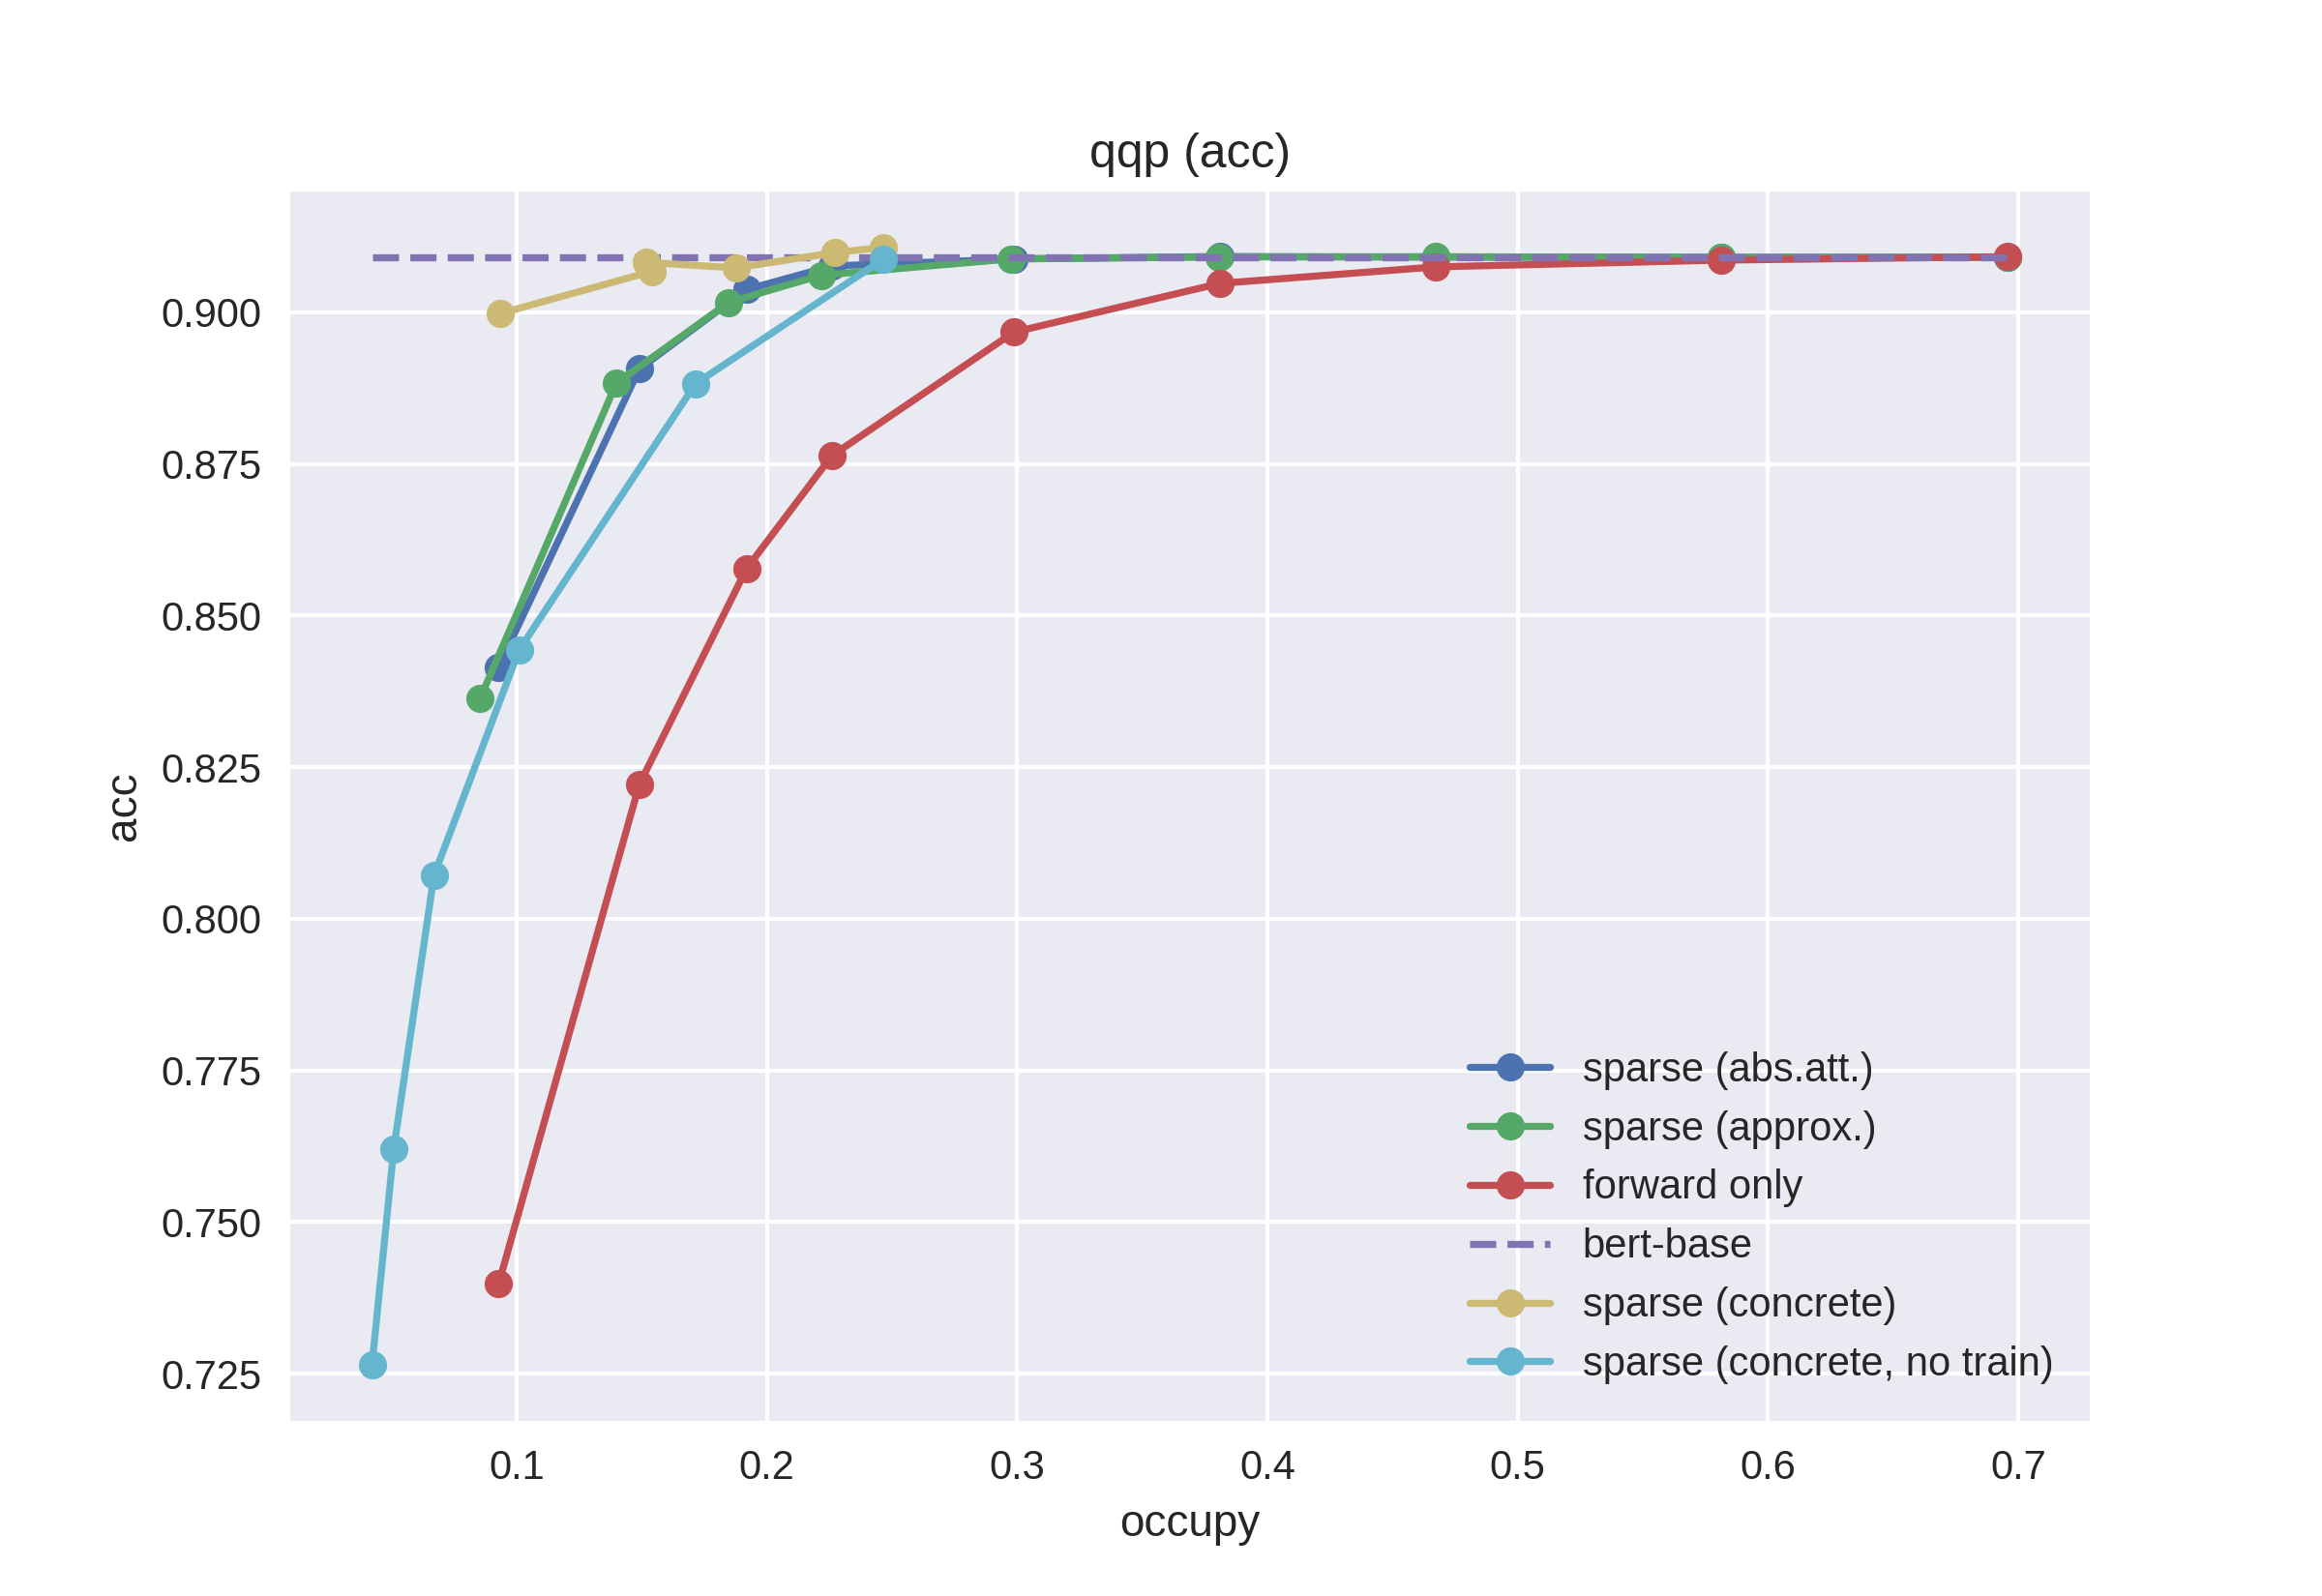 qqp (acc)
0.900
0.875
0.850
0.825
0.800
0.775
0.750
0.725
acc
sparse (abs.att.)
sparse (approx.)
forward only
bert-base
sparse (concrete)
sparse (concrete, no train)
0.1 0.2 0.3 0.4 0.5 0.6 0.7
occupy